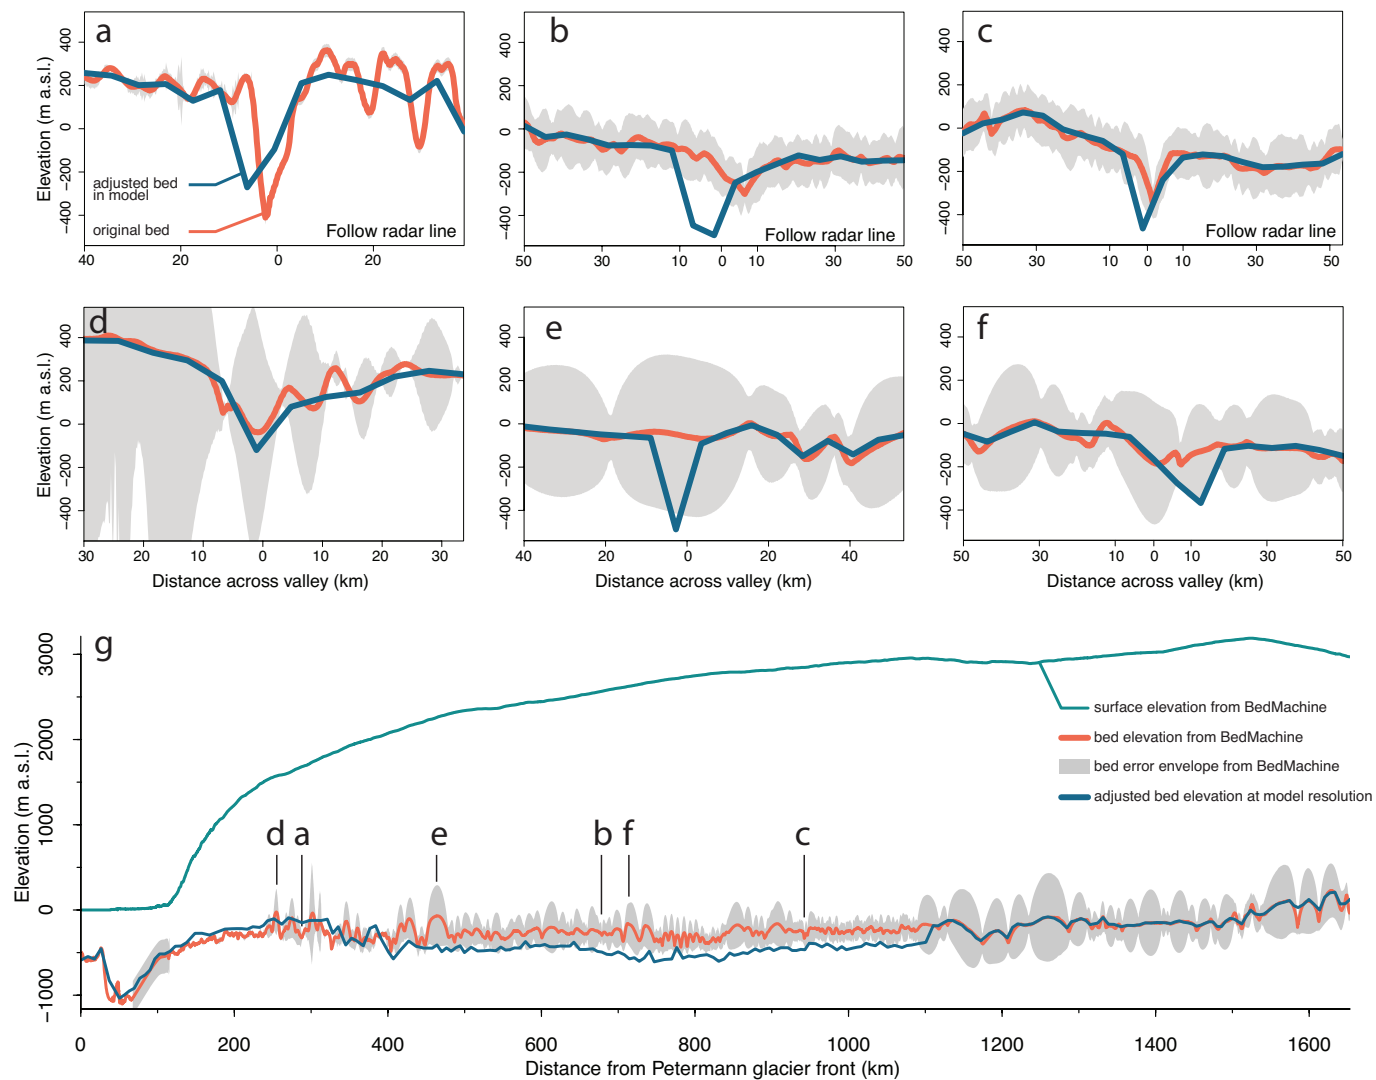 a
Elevation (m a.s.l.)
400
200
0
−200
−400
adjusted bed
in model
original bed
Follow radar line
40
20
0
20
b
400
200
0
−200
−400
Follow radar line
50
30
10
0
10
30
50
c
400
200
0
−200
−400
Follow radar line
50
30
10
0
10
30
50
d
Elevation (m a.s.l.)
400
200
0
−200
−400
30
20
10
0
10
20
30
Distance across valley (km)
e
400
200
0
−200
−400
40
20
0
20
40
Distance across valley (km)
f
400
200
0
−200
−400
50
30
10
0
10
30
50
Distance across valley (km)
g
Elevation (m a.s.l.)
3000
2000
1000
0
−1000
surface elevation from BedMachine
bed elevation from BedMachine
bed error envelope from BedMachine
adjusted bed elevation at model resolution
d a e b f c
0 200 400 600 800 1000 1200 1400 1600
Distance from Petermann glacier front (km)